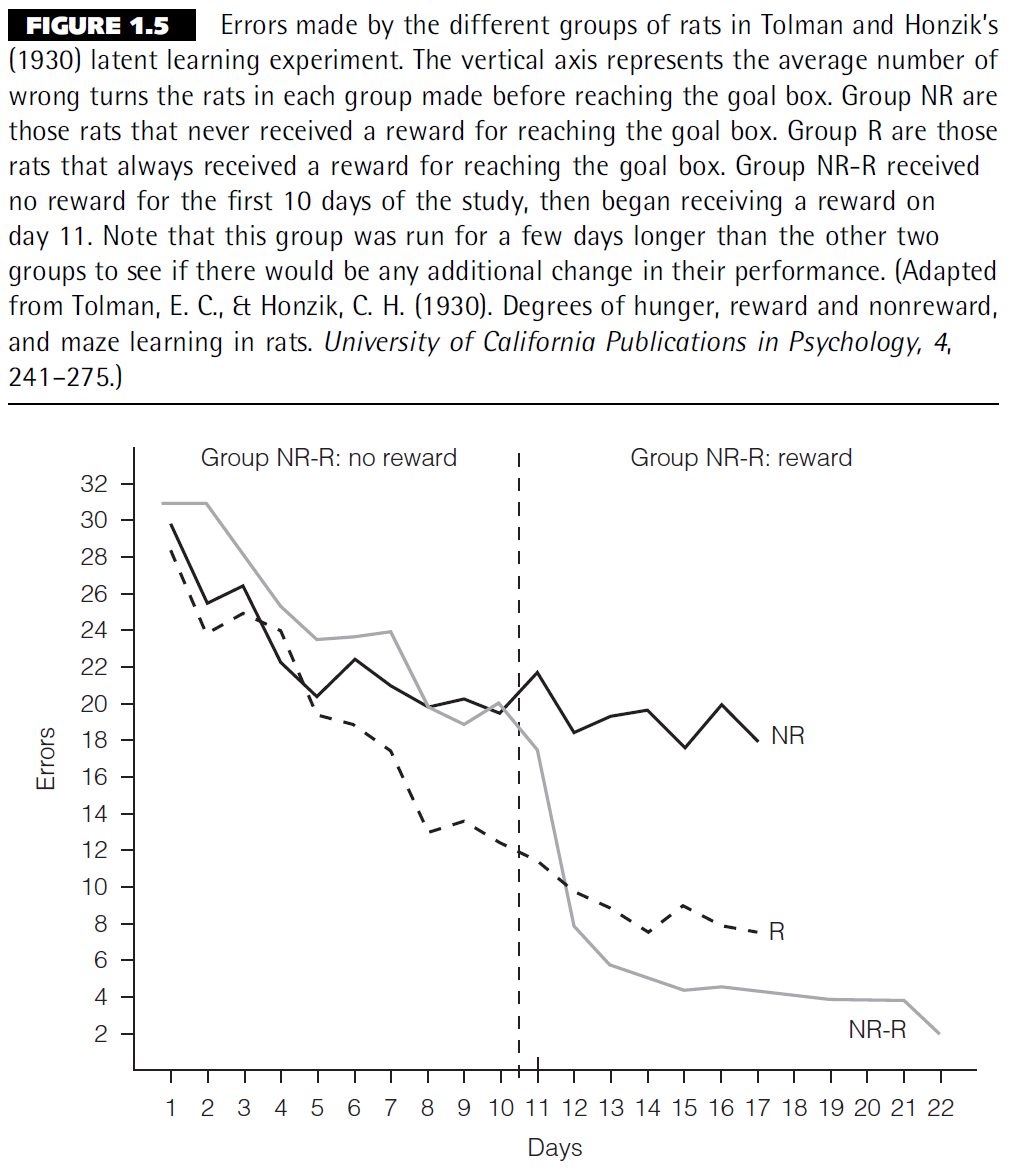 FIGURE 1.5 Errors made by the different groups of rats in Tolman and Honzik's
(1930) latent learning experiment. The vertical axis represents the average number of
wrong turns the rats in each group made before reaching the goal box. Group NR are
those rats that never received a reward for reaching the goal box. Group R are those
rats that always received a reward for reaching the goal box. Group NR-R received
no reward for the first 10 days of the study, then began receiving a reward on
day 11. Note that this group was run for a few days longer than the other two
groups to see if there would be any additional change in their performance. (Adapted
from Tolman, E. C., & Honzik, C. H. (1930). Degrees of hunger, reward and nonreward,
and maze learning in rats. University of California Publications in Psychology, 4,
241–275.)
Group NR-R: no reward
Group NR-R: reward
32
30
28
26
24
22
20
18
16
14
12
10
8
6
4
2
Errors
NR
R
NR-R
1 2 3 4 5 6 7 8 9 10 11 12 13 14 15 16 17 18 19 20 21 22
Days